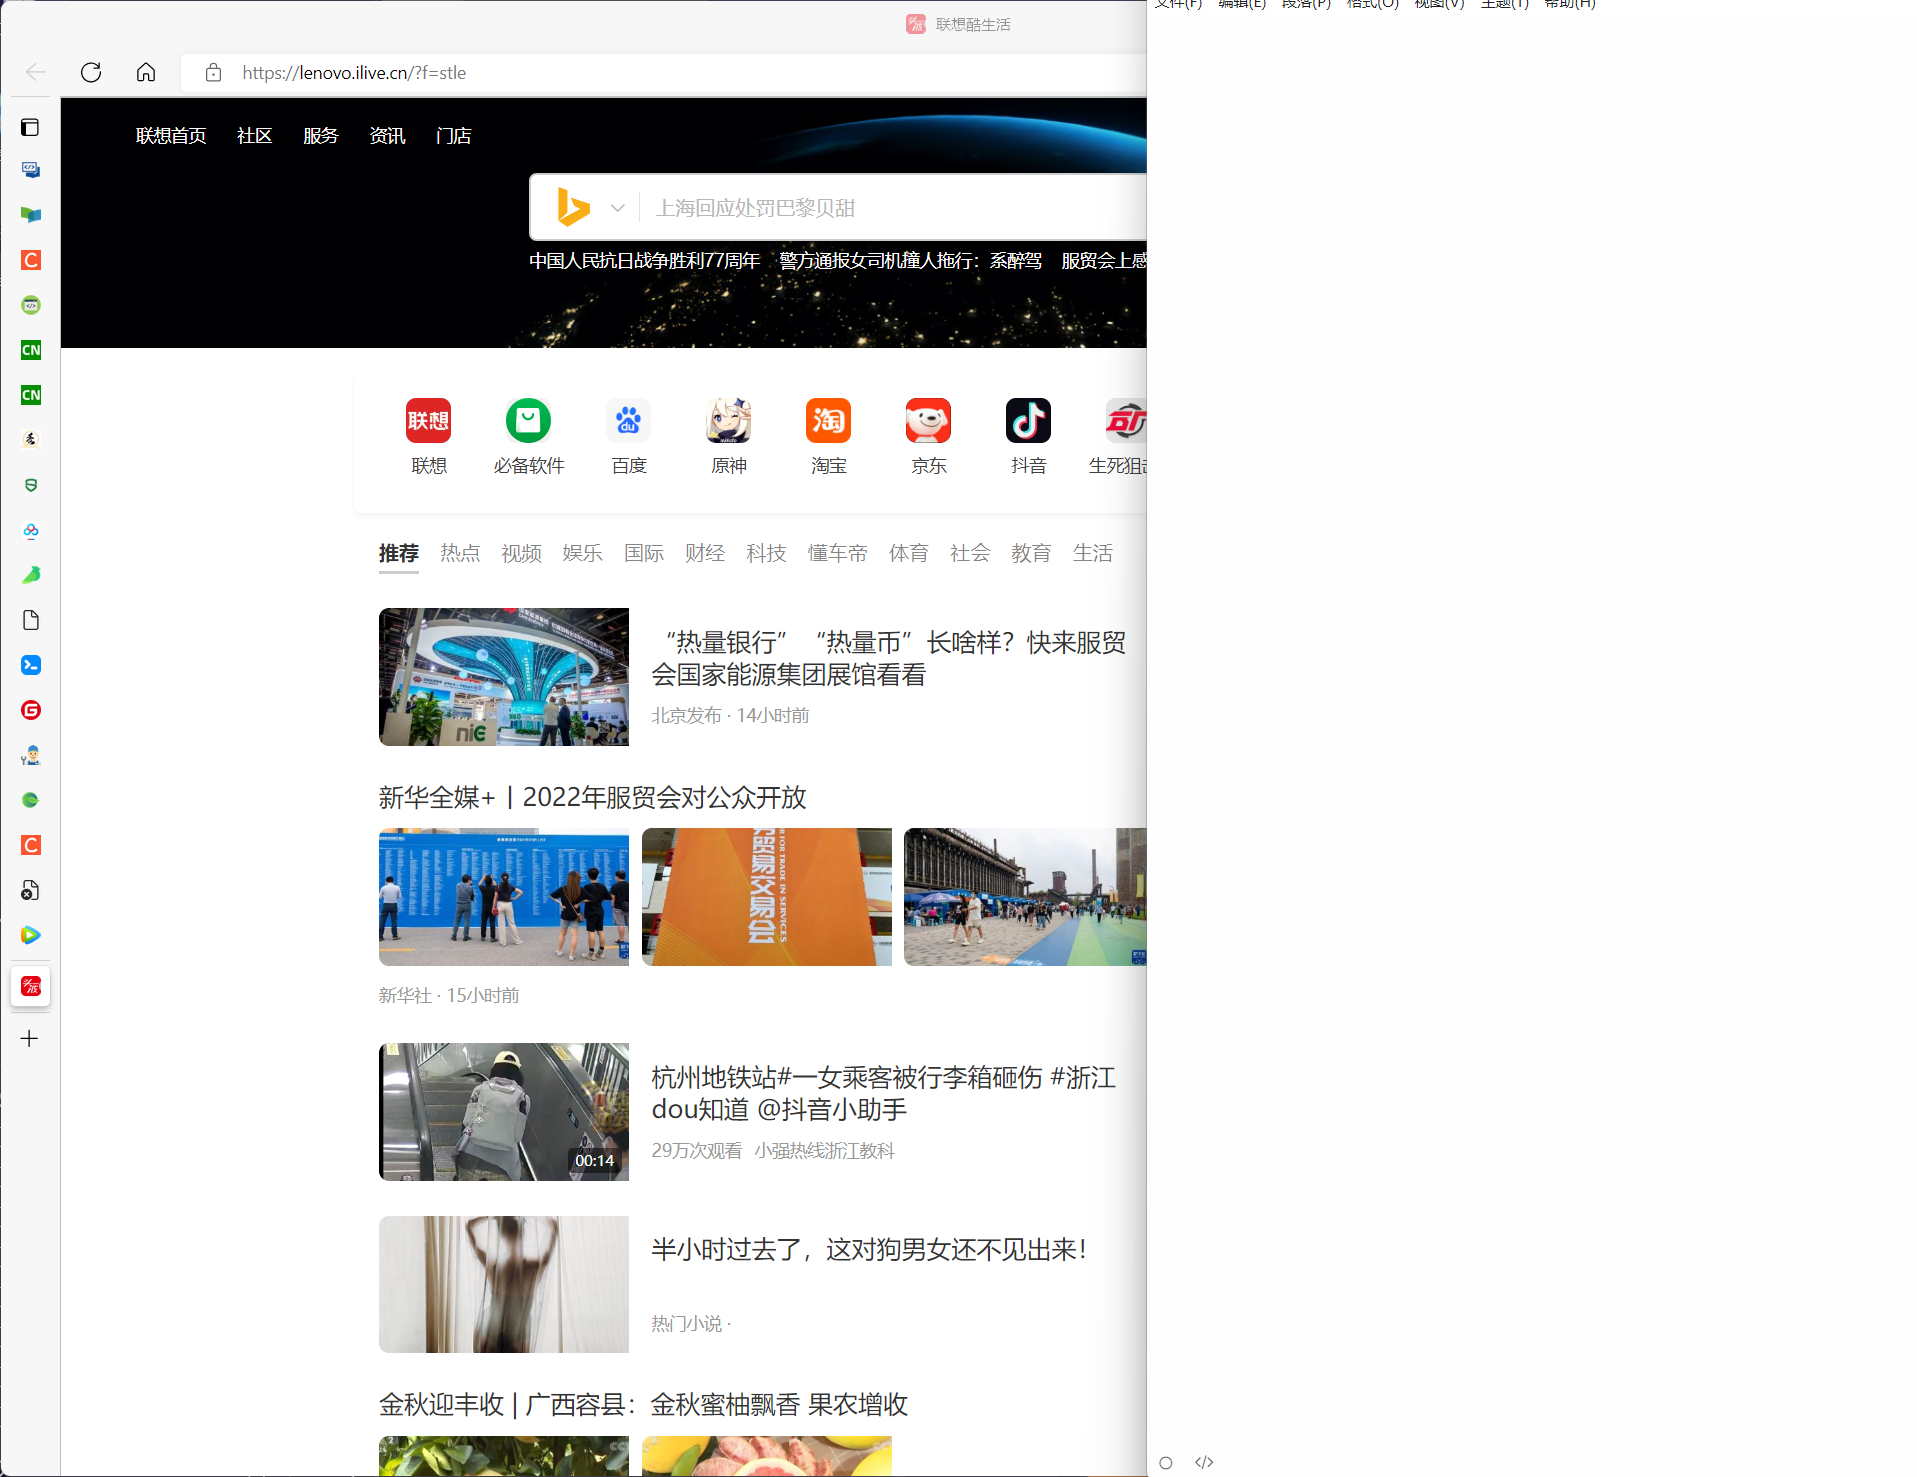 联想酷生活
文件(F) 编辑(E) 段落(P) 格式(O) 视图(V) 主题(T) 帮助(H)
https://lenovo.ilive.cn/?f=stle
联想首页 社区 服务 资讯 门店
上海回应处罚巴黎贝甜
中国人民抗日战争胜利77周年 警方通报女司机撞人拖行：系醉驾 服贸会上感
联想 必备软件 百度 原神 淘宝 京东 抖音 生死狙击
推荐 热点 视频 娱乐 国际 财经 科技 懂车帝 体育 社会 教育 生活
“热量银行” “热量币”长啥样？快来服贸
会国家能源集团展馆看看
北京发布 · 14小时前
新华全媒+丨2022年服贸会对公众开放
贸易交易会
FOR TRADE IN SERVICES
新华社 · 15小时前
杭州地铁站#一女乘客被行李箱砸伤 #浙江
dou知道 @抖音小助手
29万次观看 小强热线浙江教科
00:14
半小时过去了，这对狗男女还不见出来！
热门小说 ·
金秋迎丰收 | 广西容县：金秋蜜柚飘香 果农增收